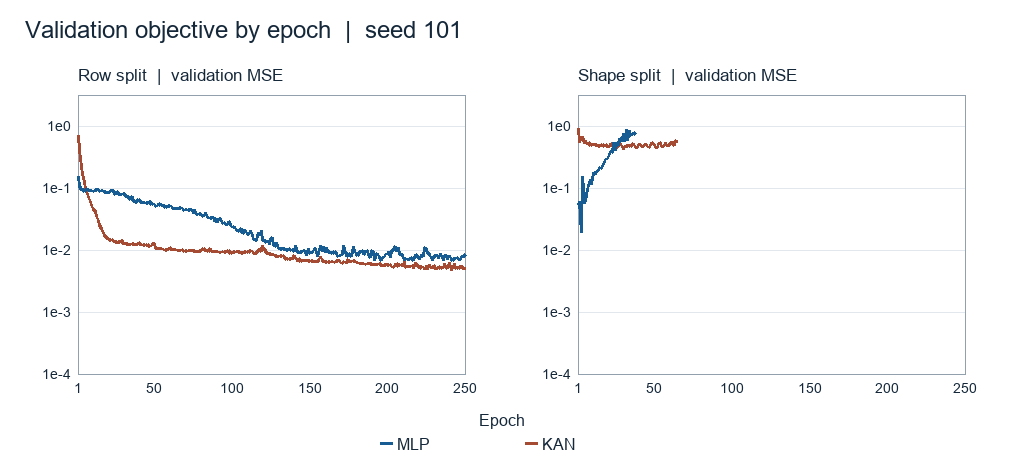 Validation objective by epoch | seed 101
Row split | validation MSE
1e0
1e-1
1e-2
1e-3
1e-4
1 50 100 150 200 250
Shape split | validation MSE
1e0
1e-1
1e-2
1e-3
1e-4
1 50 100 150 200 250
Epoch
MLP KAN